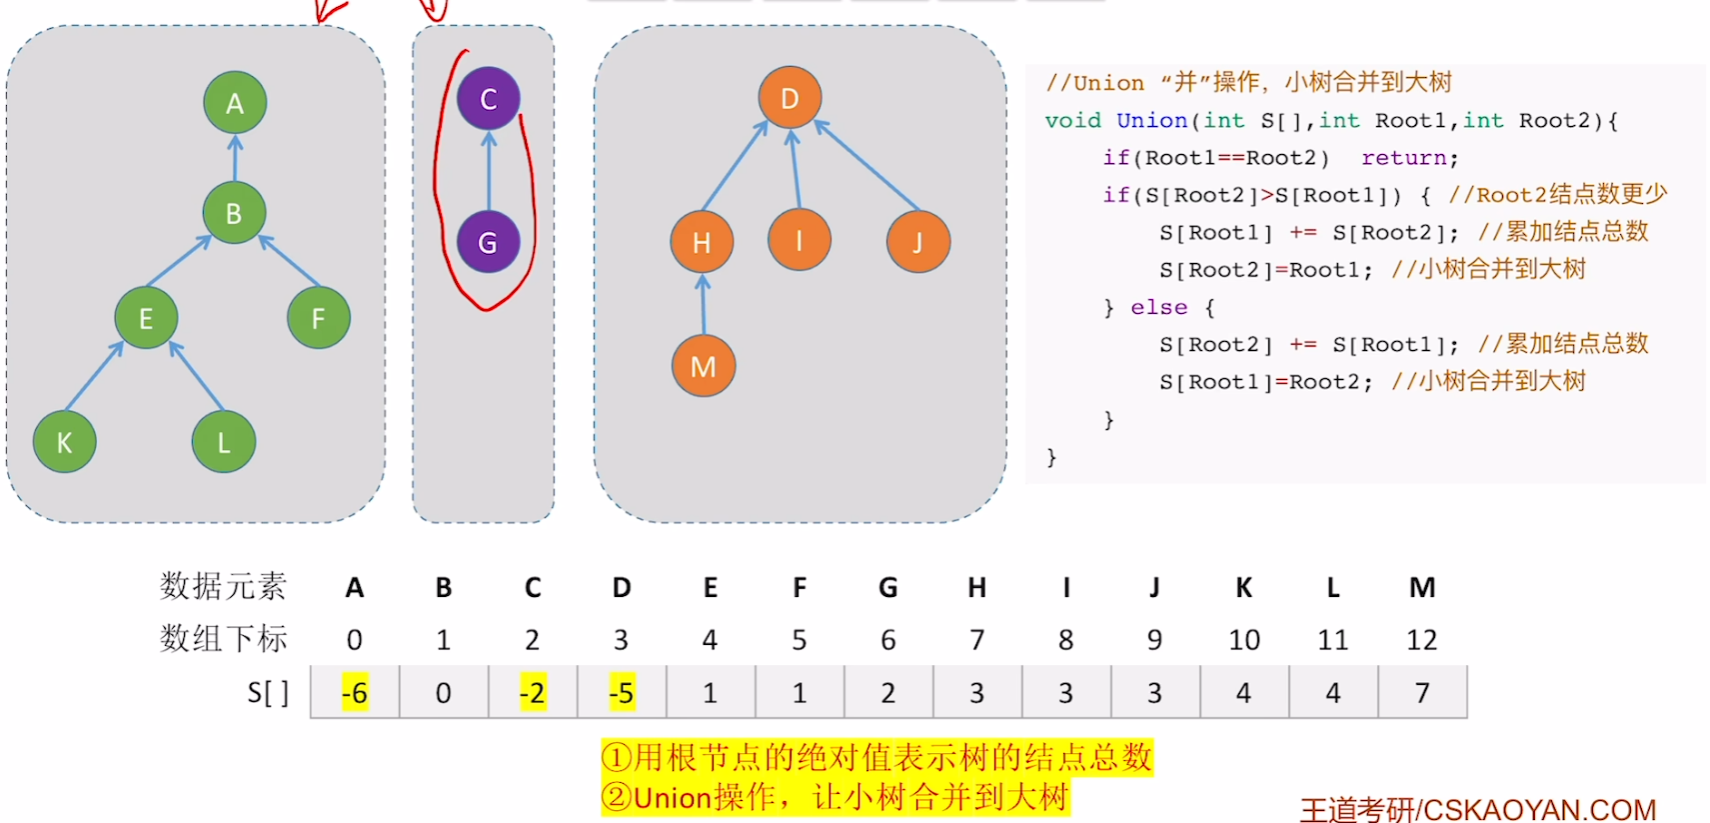 A
B
E
F
K
L
C
G
D
H
I
J
M
//Union “并”操作，小树合并到大树
void Union(int S[],int Root1,int Root2){
if(Root1==Root2) return;
if(S[Root2]>S[Root1]) { //Root2结点数更少
S[Root1] += S[Root2]; //累加结点总数
S[Root2]=Root1; //小树合并到大树
} else {
S[Root2] += S[Root1]; //累加结点总数
S[Root1]=Root2; //小树合并到大树
}
}
数据元素 A B C D E F G H I J K L M
数组下标 0 1 2 3 4 5 6 7 8 9 10 11 12
S[] -6 0 -2 -5 1 1 2 3 3 3 4 4 7
①用根节点的绝对值表示树的结点总数
②Union操作，让小树合并到大树
王道考研/CSKAOYAN.COM